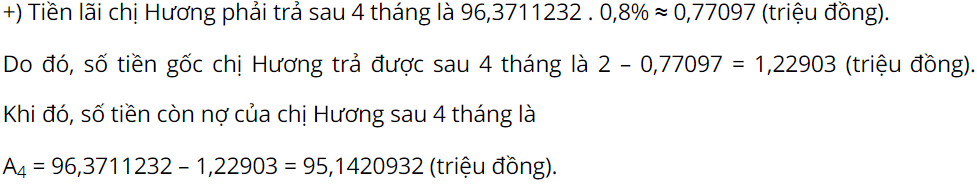 +) Tiền lãi chị Hương phải trả sau 4 tháng là 96,3711232 . 0,8% ≈ 0,77097 (triệu đồng).
Do đó, số tiền gốc chị Hương trả được sau 4 tháng là 2 – 0,77097 = 1,22903 (triệu đồng).
Khi đó, số tiền còn nợ của chị Hương sau 4 tháng là
A₄ = 96,3711232 – 1,22903 = 95,1420932 (triệu đồng).